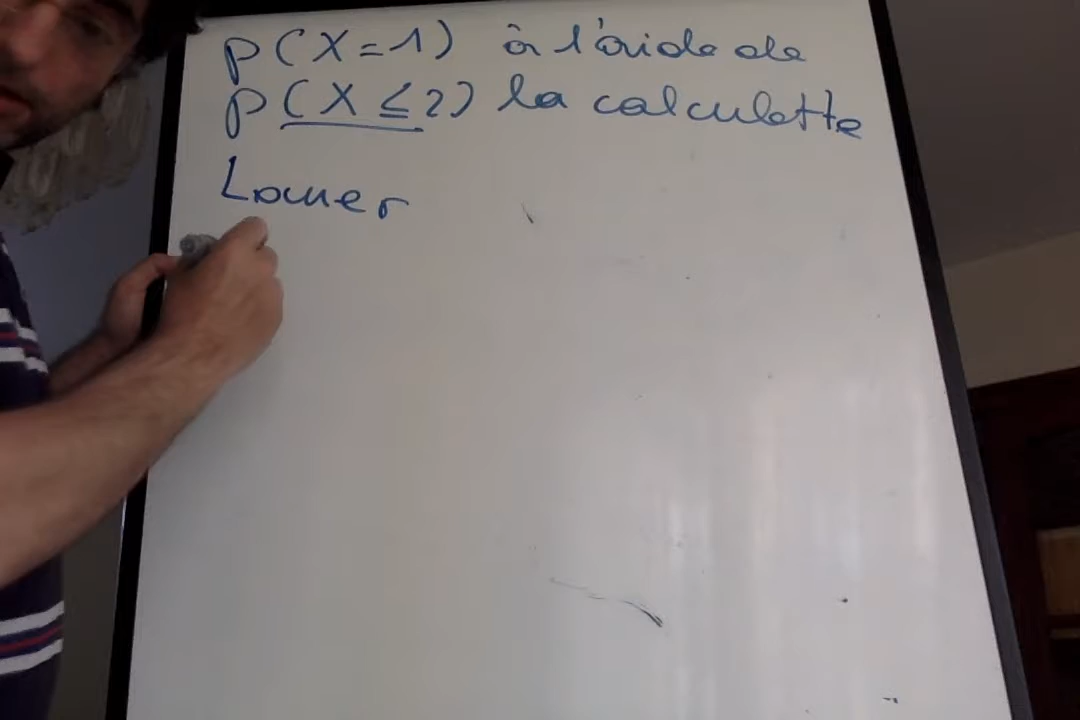 P(X=1) à l'aide de
P(X ≤ 2) la calculette
Lower